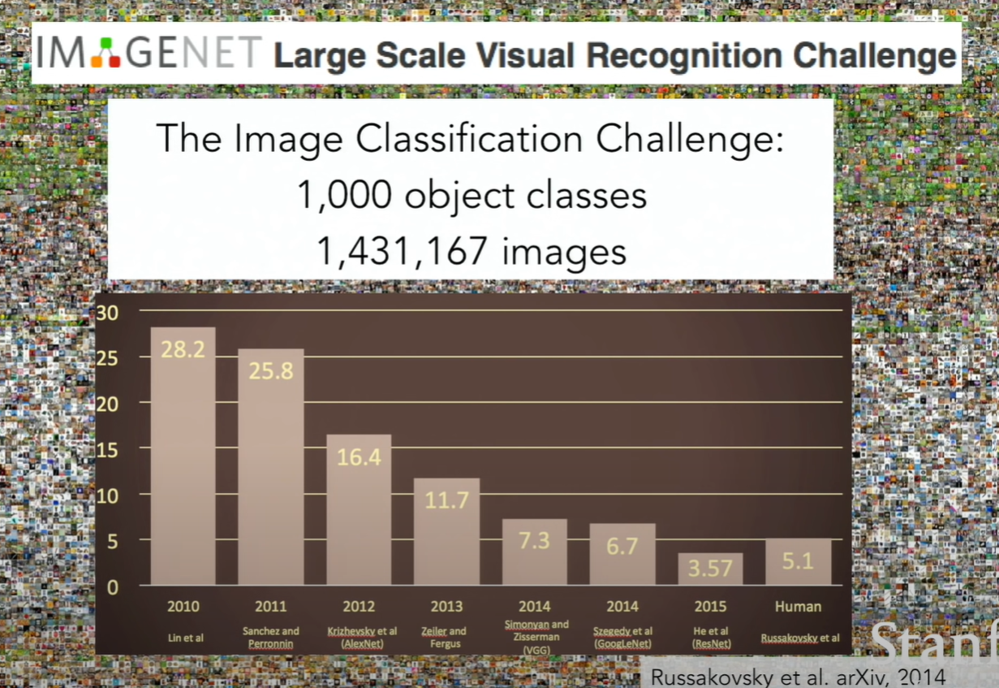 IMAGENET Large Scale Visual Recognition Challenge
The Image Classification Challenge:
1,000 object classes
1,431,167 images
30
25
20
15
10
5
0
28.2
25.8
16.4
11.7
7.3
6.7
3.57
5.1
2010
Lin et al
2011
Sanchez and
Perronnin
2012
Krizhevsky et al
(AlexNet)
2013
Zeiler and
Fergus
2014
Simonyan and
Zisserman
(VGG)
2014
Szegedy et al
(GoogLeNet)
2015
He et al
(ResNet)
Human
Russakovsky et al
Stanf
Russakovsky et al. arXiv, 2014